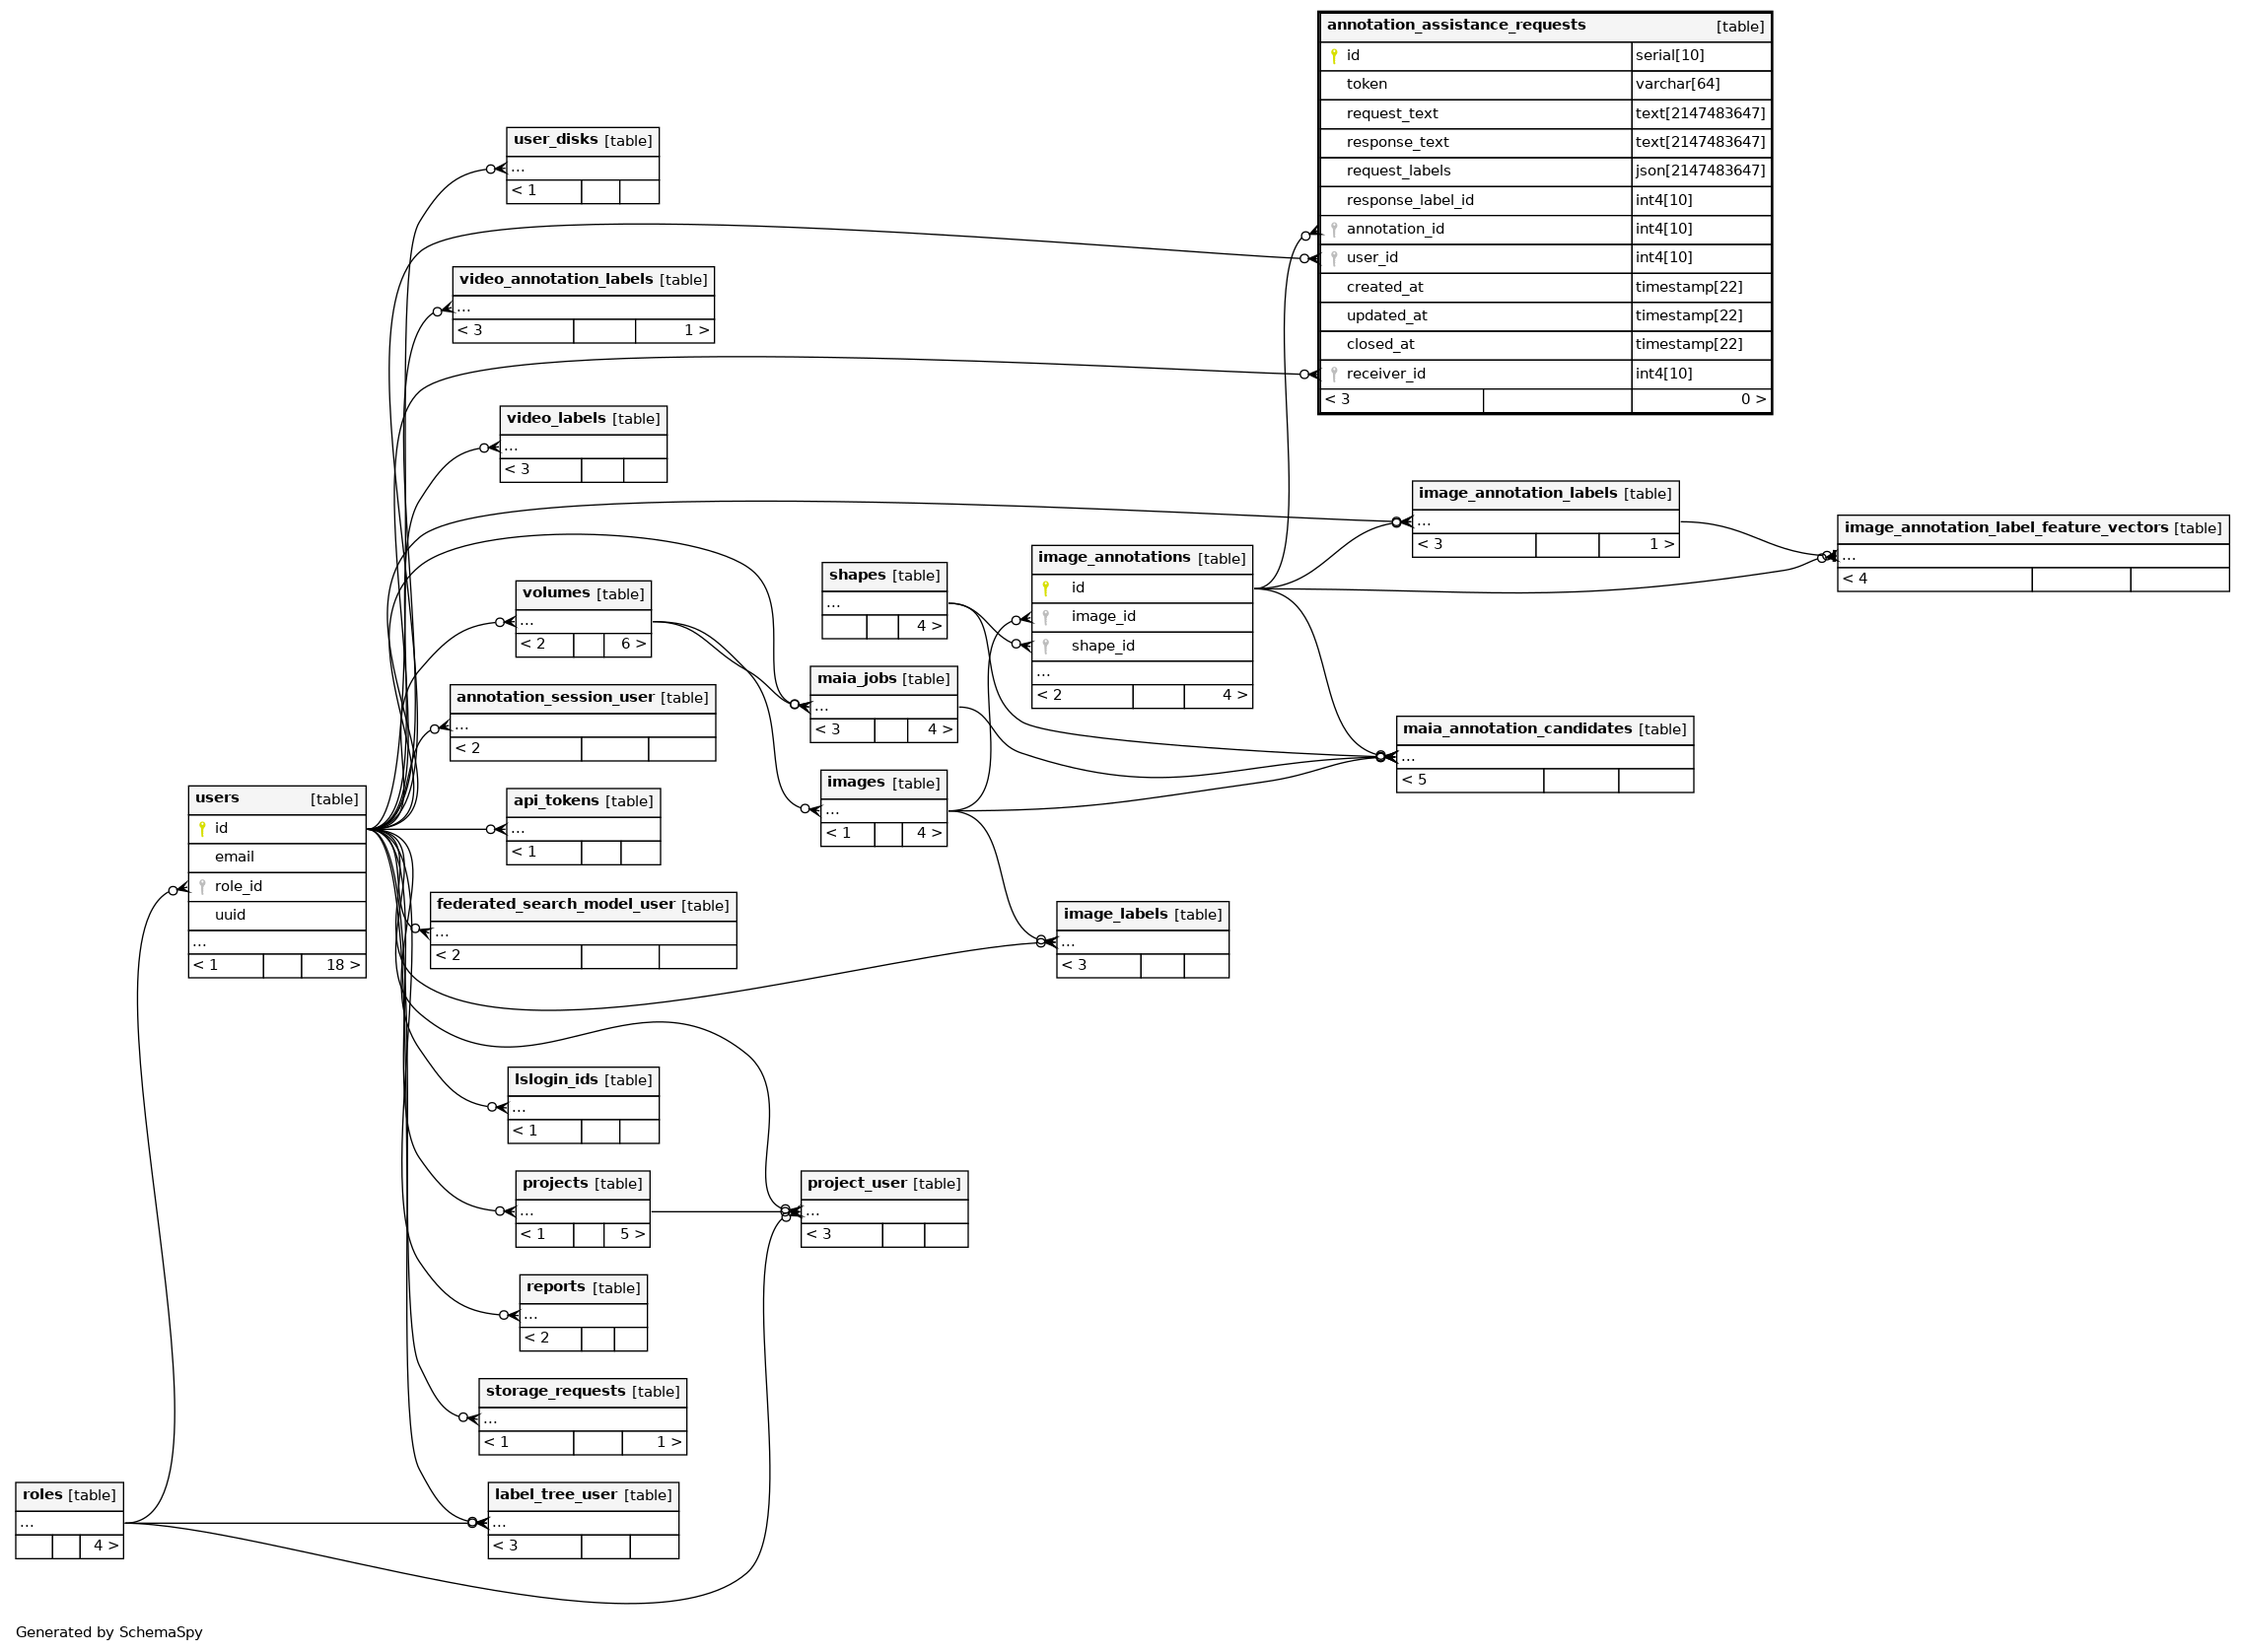 annotation_assistance_requests [table]
id serial[10]
token varchar[64]
request_text text[2147483647]
response_text text[2147483647]
request_labels json[2147483647]
response_label_id int4[10]
annotation_id int4[10]
user_id int4[10]
created_at timestamp[22]
updated_at timestamp[22]
closed_at timestamp[22]
receiver_id int4[10]
< 3 0 >
user_disks [table]
...
< 1
video_annotation_labels [table]
...
< 3 1 >
video_labels [table]
...
< 3
image_annotation_labels [table]
...
< 3 1 >
image_annotation_label_feature_vectors [table]
...
< 4
image_annotations [table]
id
image_id
shape_id
...
< 2 4 >
shapes [table]
...
4 >
volumes [table]
...
< 2 6 >
maia_jobs [table]
...
< 3 4 >
annotation_session_user [table]
...
< 2
maia_annotation_candidates [table]
...
< 5
images [table]
...
< 1 4 >
users [table]
id
email
role_id
uuid
...
< 1 18 >
api_tokens [table]
...
< 1
federated_search_model_user [table]
...
< 2
image_labels [table]
...
< 3
lslogin_ids [table]
...
< 1
projects [table]
...
< 1 5 >
project_user [table]
...
< 3
reports [table]
...
< 2
storage_requests [table]
...
< 1 1 >
roles [table]
...
4 >
label_tree_user [table]
...
< 3
Generated by SchemaSpy